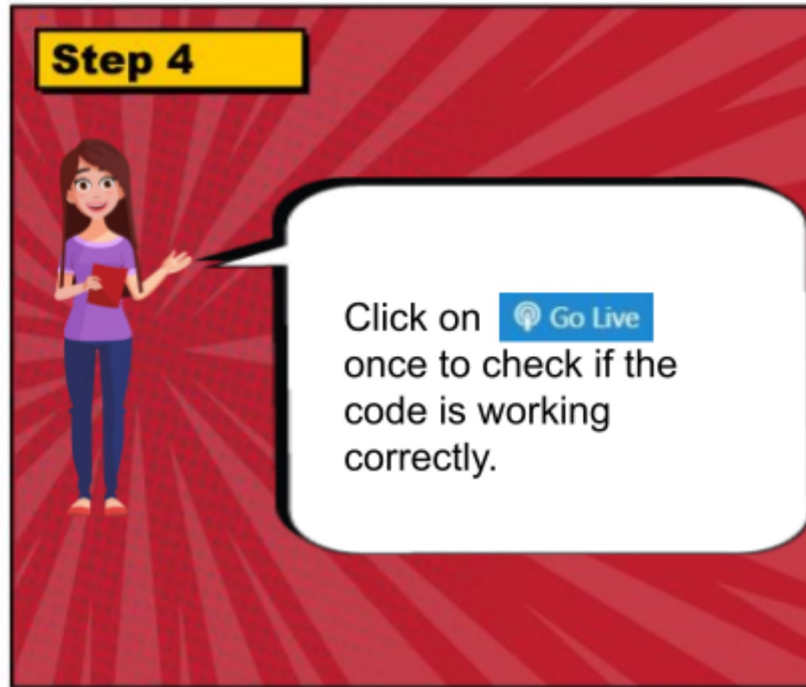 Step 4
Click on Go Live
once to check if the
code is working
correctly.